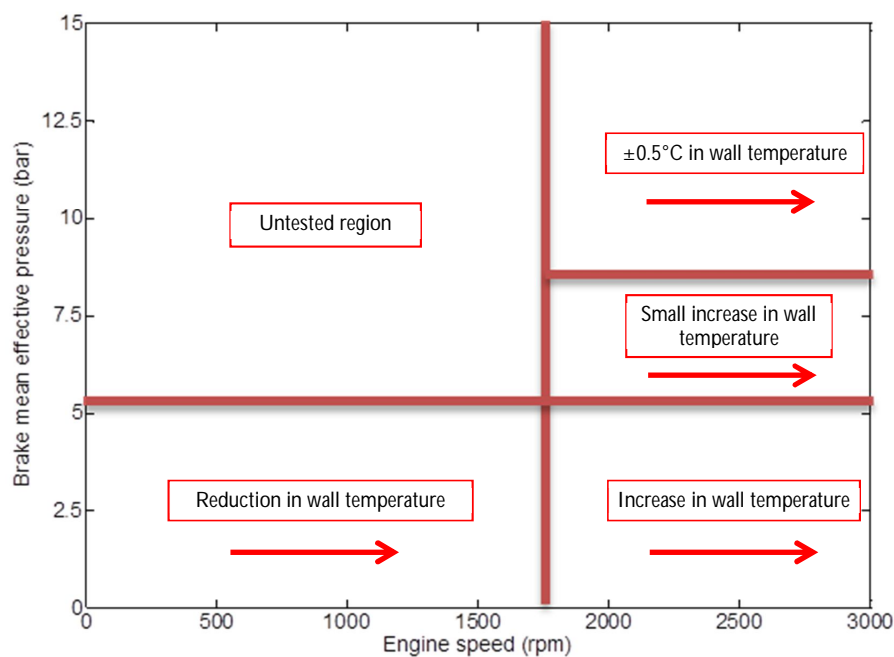 15
12.5
10
7.5
5
2.5
0
Brake mean effective pressure (bar)
±0.5°C in wall temperature
Untested region
Small increase in wall
temperature
Reduction in wall temperature
Increase in wall temperature
0 500 1000 1500 2000 2500 3000
Engine speed (rpm)